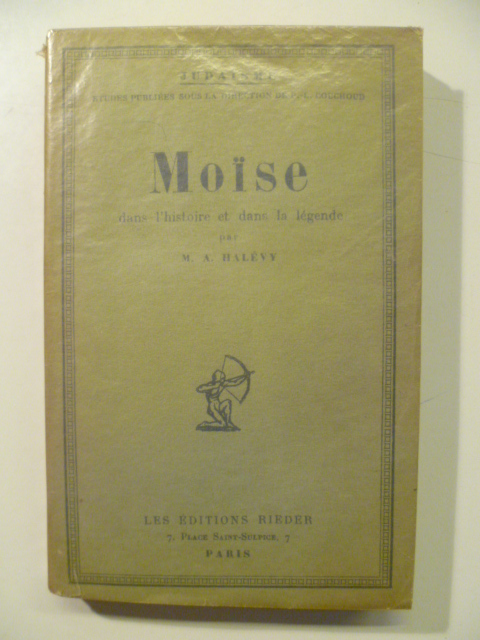 JUDAÏSME
ÉTUDES PUBLIÉES SOUS LA DIRECTION DE P.-L. COUCHOUD
Moïse
dans l'histoire et dans la légende
par
M. A. HALÉVY
LES ÉDITIONS RIEDER
7, PLACE SAINT-SULPICE, 7
PARIS